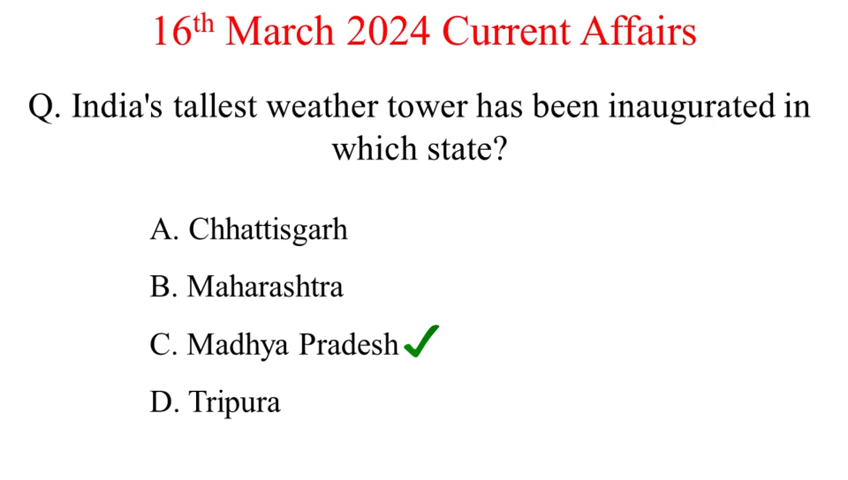 16th March 2024 Current Affairs
Q. India's tallest weather tower has been inaugurated in
which state?
A. Chhattisgarh
B. Maharashtra
C. Madhya Pradesh
D. Tripura